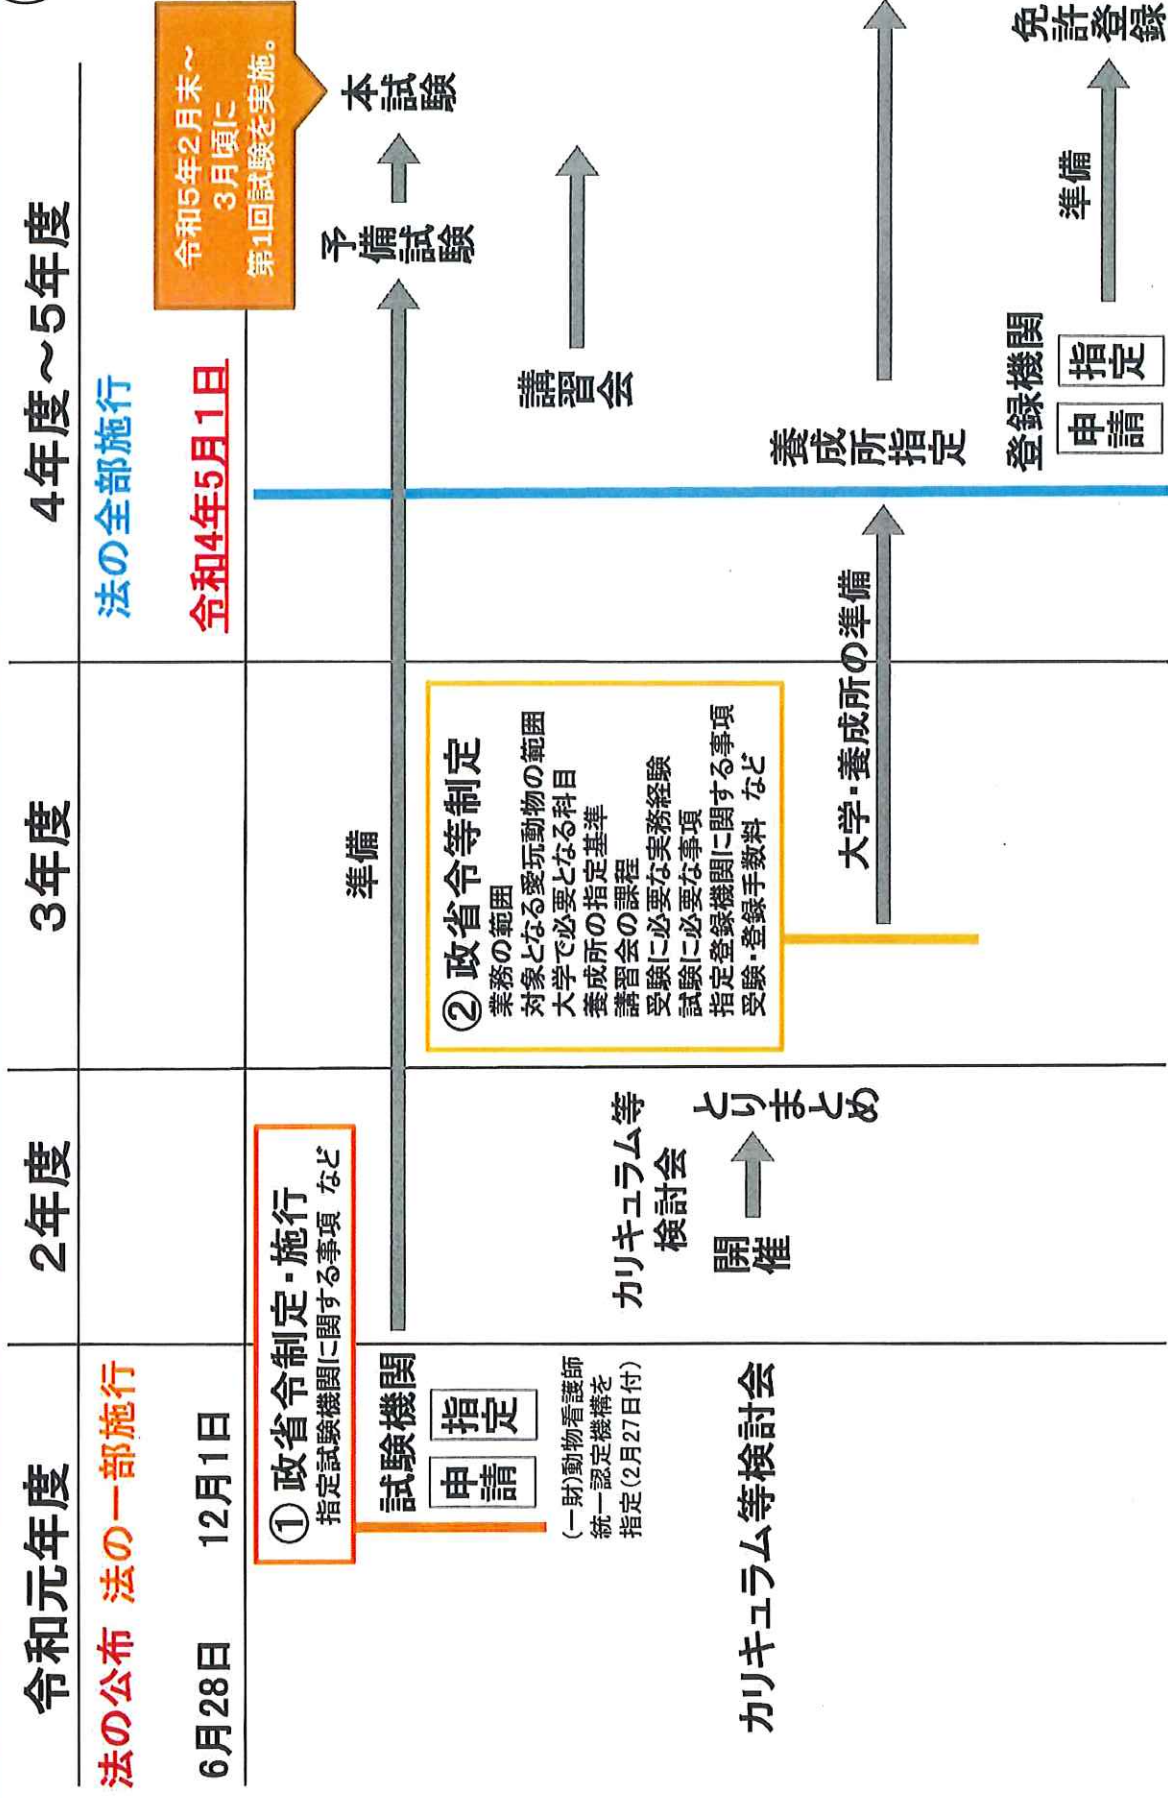 令和元年度
2年度
3年度
4年度～5年度
法の公布
法の一部施行
法の全部施行
6月28日
12月1日
令和4年5月1日
令和5年2月末～
3月頃に
第1回試験を実施。
①政省令制定・施行
指定試験機関に関する事項 など
試験機関
申請
指定
(一財)動物看護師
統一認定機構を
指定(2月27日付)
準備
予備試験
本試験
②政省令等制定
業務の範囲
対象となる愛玩動物の範囲
大学で必要となる科目
養成所の指定基準
講習会の課程
受験に必要な実務経験
試験に必要な事項
指定登録機関に関する事項
受験・登録手数料 など
講習会
カリキュラム等検討会
カリキュラム等
検討会
開催
とりまとめ
大学・養成所の準備
養成所指定
登録機関
申請
指定
準備
免許登録